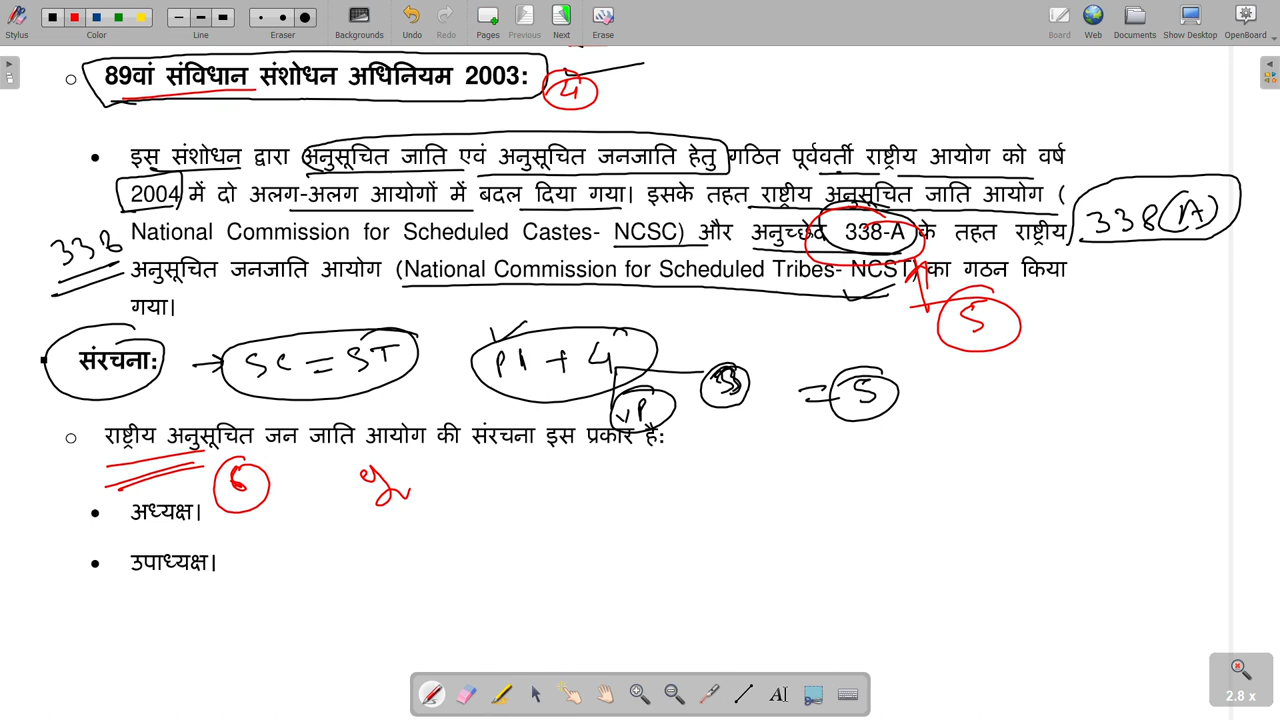 Stylus Color Line Eraser Backgrounds Undo Redo Pages Previous Next Erase Board Web Documents Show Desktop OpenBoard
89वां संविधान संशोधन अधिनियम 2003: 4
इस संशोधन द्वारा अनुसूचित जाति एवं अनुसूचित जनजाति हेतु गठित पूर्ववर्ती राष्ट्रीय आयोग को वर्ष
2004 में दो अलग-अलग आयोगों में बदल दिया गया। इसके तहत राष्ट्रीय अनुसूचित जाति आयोग (
National Commission for Scheduled Castes- NCSC) और अनुच्छेद 338-A के तहत राष्ट्रीय 338(A)
338 अनुसूचित जनजाति आयोग (National Commission for Scheduled Tribes- NCST) का गठन किया
गया। 5
संरचना: → SC = ST P1 + 4 = 5
VP
राष्ट्रीय अनुसूचित जन जाति आयोग की संरचना इस प्रकार है:
6
अध्यक्ष।
उपाध्यक्ष।
2.8 x